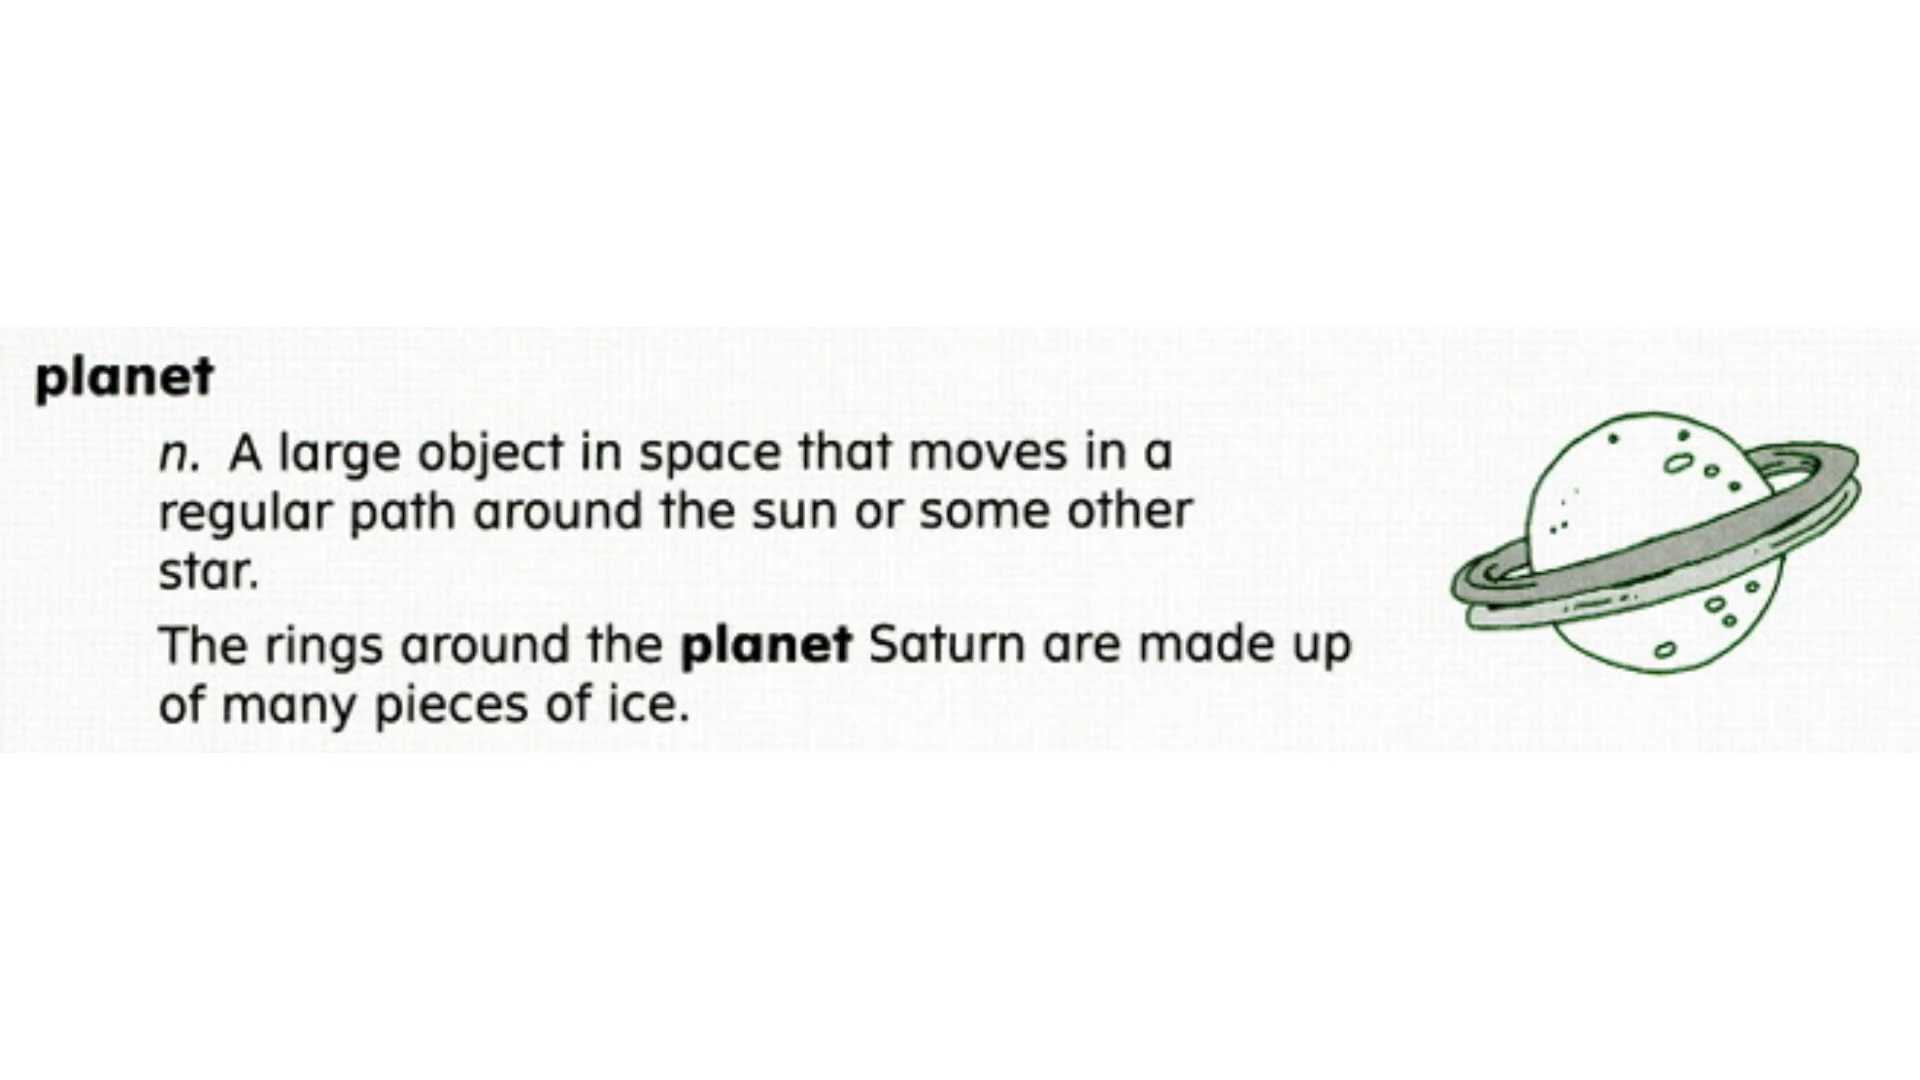 planet
n. A large object in space that moves in a
regular path around the sun or some other
star.
The rings around the planet Saturn are made up
of many pieces of ice.